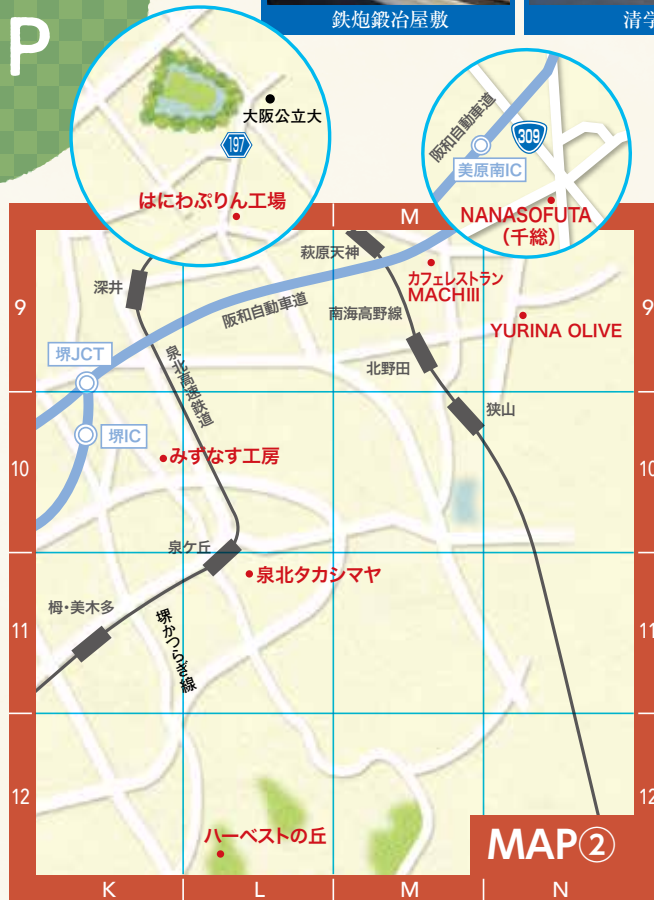 P
鉄炮鍛冶屋敷
清学
大阪公立大
197
はにわぷりん工場
阪和自動車道
309
美原南IC
NANASOFUTA
(千総)
M
萩原天神
カフェレストラン
MACHIII
深井
9
阪和自動車道
南海高野線
YURINA OLIVE
9
堺JCT
泉北高速鉄道
北野田
狭山
堺IC
10
みずなす工房
10
泉ケ丘
泉北タカシマヤ
栂・美木多
11
堺かつらぎ線
11
12
12
ハーベストの丘
MAP②
K
L
M
N